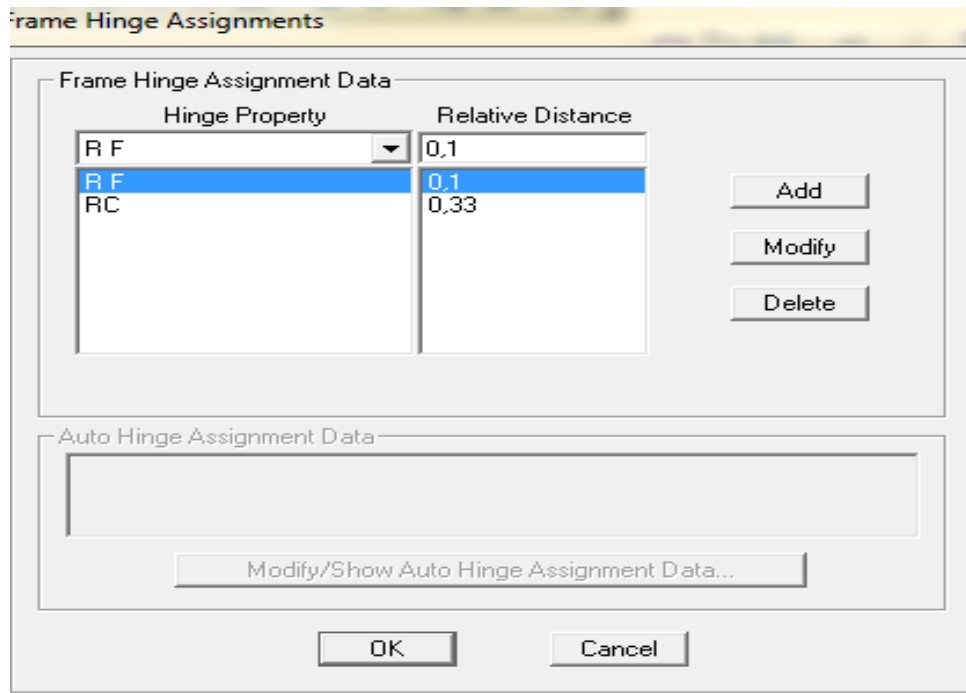 Frame Hinge Assignments
Frame Hinge Assignment Data
Hinge Property Relative Distance
R F 0,1
R F 0,1
RC 0,33
Add
Modify
Delete
Auto Hinge Assignment Data
Modify/Show Auto Hinge Assignment Data...
OK Cancel